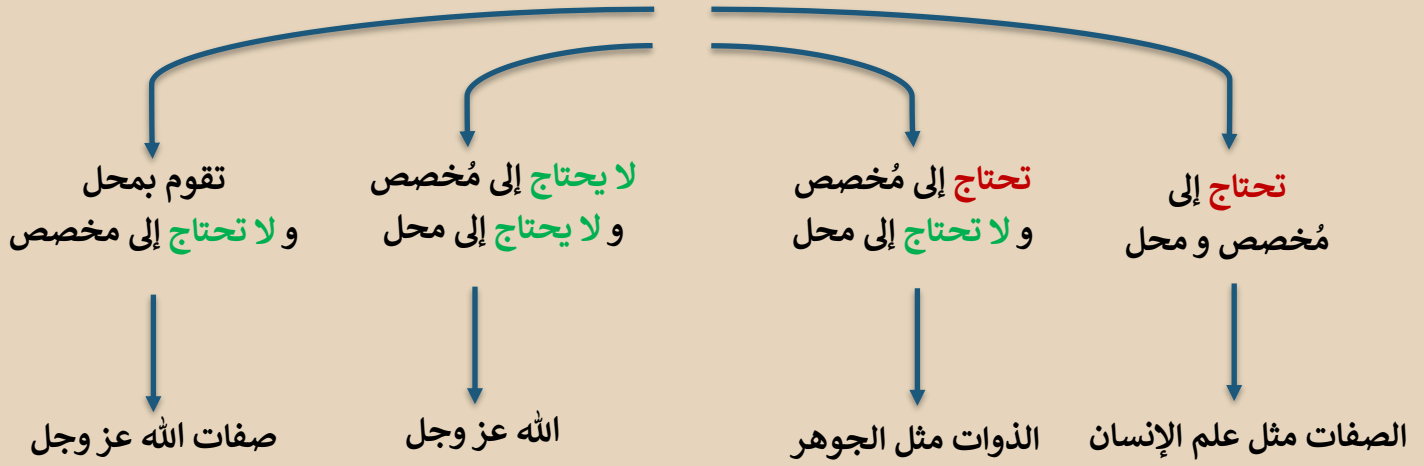 تحتاج إلى
مُخصص و محل
تحتاج إلى مُخصص
و لا تحتاج إلى محل
لا يحتاج إلى مُخصص
و لا يحتاج إلى محل
تقوم بمحل
و لا تحتاج إلى مخصص
الصفات مثل علم الإنسان
الذوات مثل الجوهر
الله عز وجل
صفات الله عز وجل